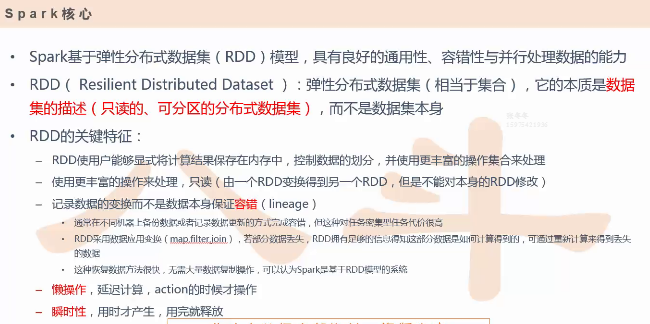 Spark核心
Spark基于弹性分布式数据集（RDD）模型，具有良好的通用性、容错性与并行处理数据的能力
RDD（ Resilient Distributed Dataset ）：弹性分布式数据集（相当于集合），它的本质是数据
集的描述（只读的、可分区的分布式数据集），而不是数据集本身
RDD的关键特征：
RDD使用户能够显式将计算结果保存在内存中，控制数据的划分，并使用更丰富的操作集合来处理
使用更丰富的操作来处理，只读（由一个RDD变换得到另一个RDD，但是不能对本身的RDD修改）
记录数据的变换而不是数据本身保证容错（lineage）
通常在不同机器上备份数据或者记录数据更新的方式完成容错，但这种对任务密集型任务代价很高
RDD采用数据应用变换（map,filter,join），若部分数据丢失，RDD拥有足够的信息得知这部分数据是如何计算得到的，可通过重新计算来得到丢失
的数据
这种恢复数据方法很快，无需大量数据复制操作，可以认为Spark是基于RDD模型的系统
懒操作，延迟计算，action的时候才操作
瞬时性，用时才产生，用完就释放
八斗